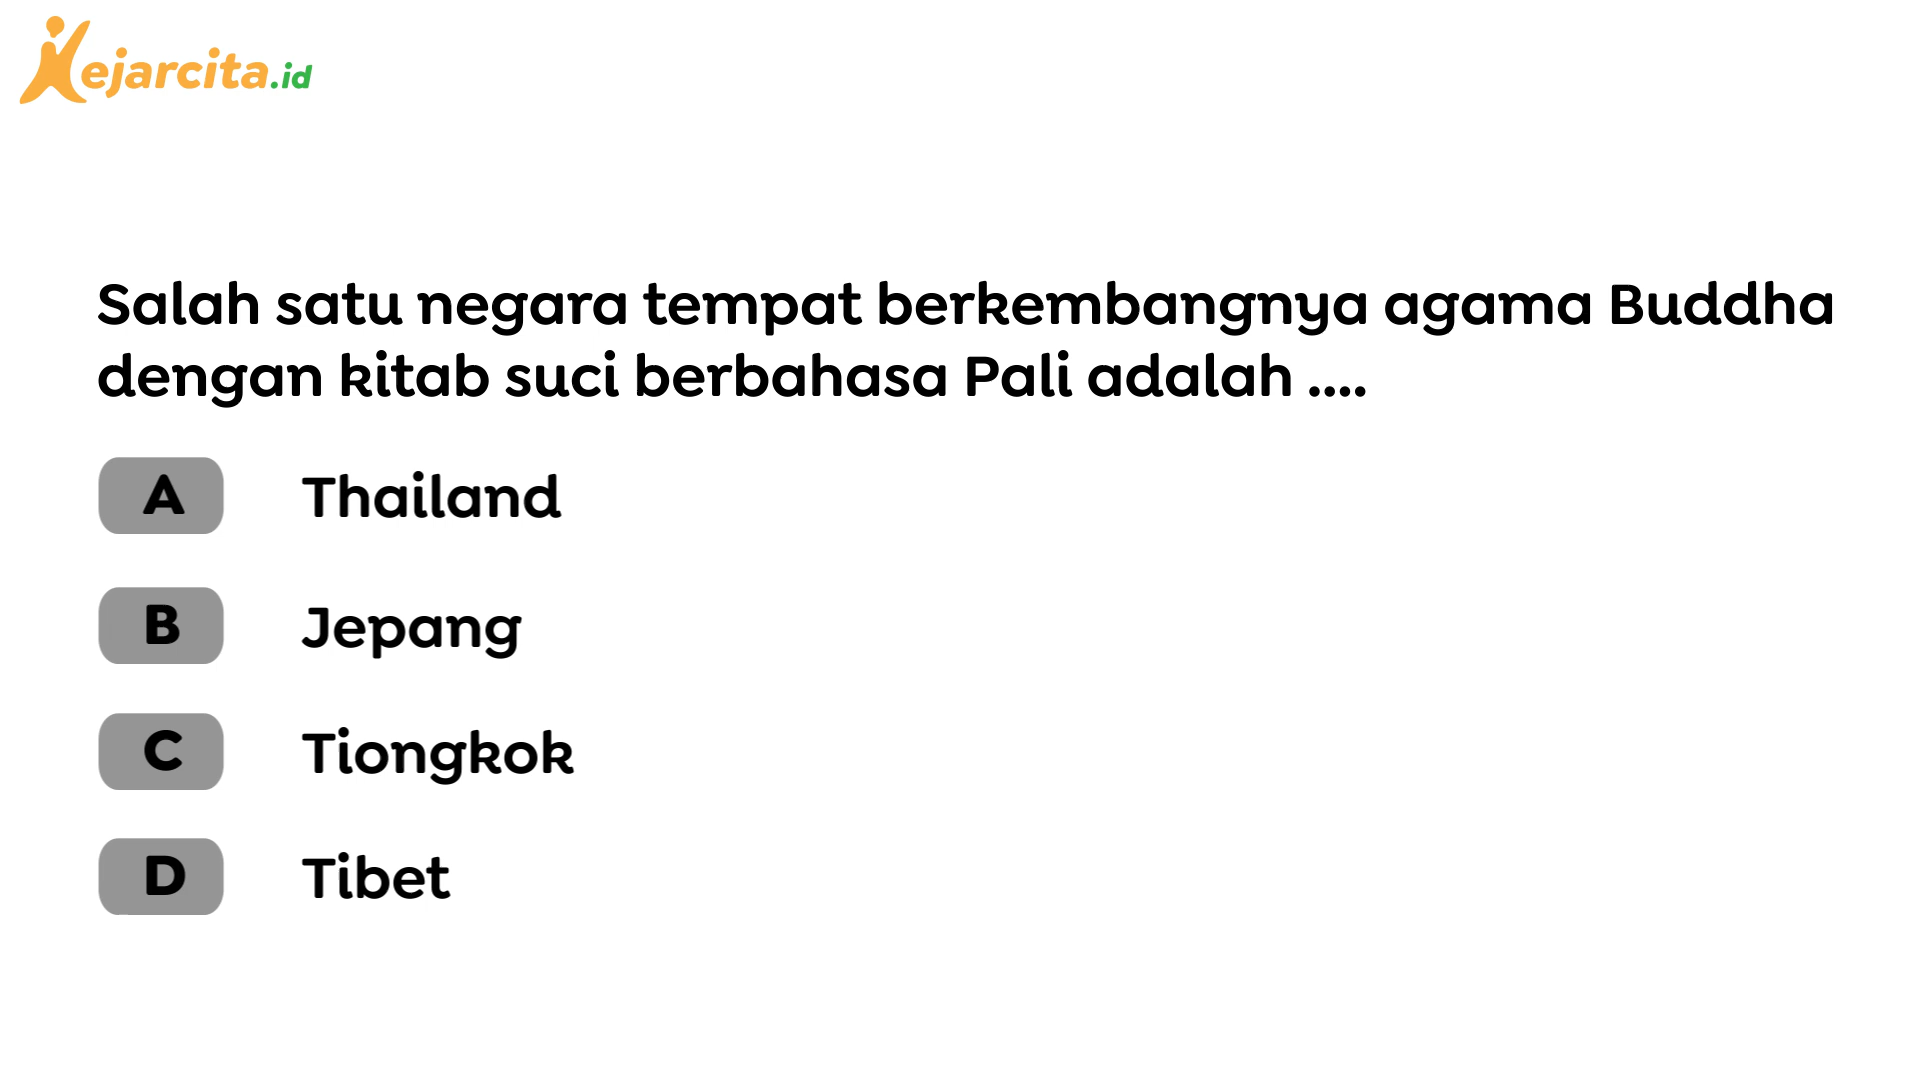 Kejarcita.id
Salah satu negara tempat berkembangnya agama Buddha
dengan kitab suci berbahasa Pali adalah ....
A Thailand
B Jepang
C Tiongkok
D Tibet